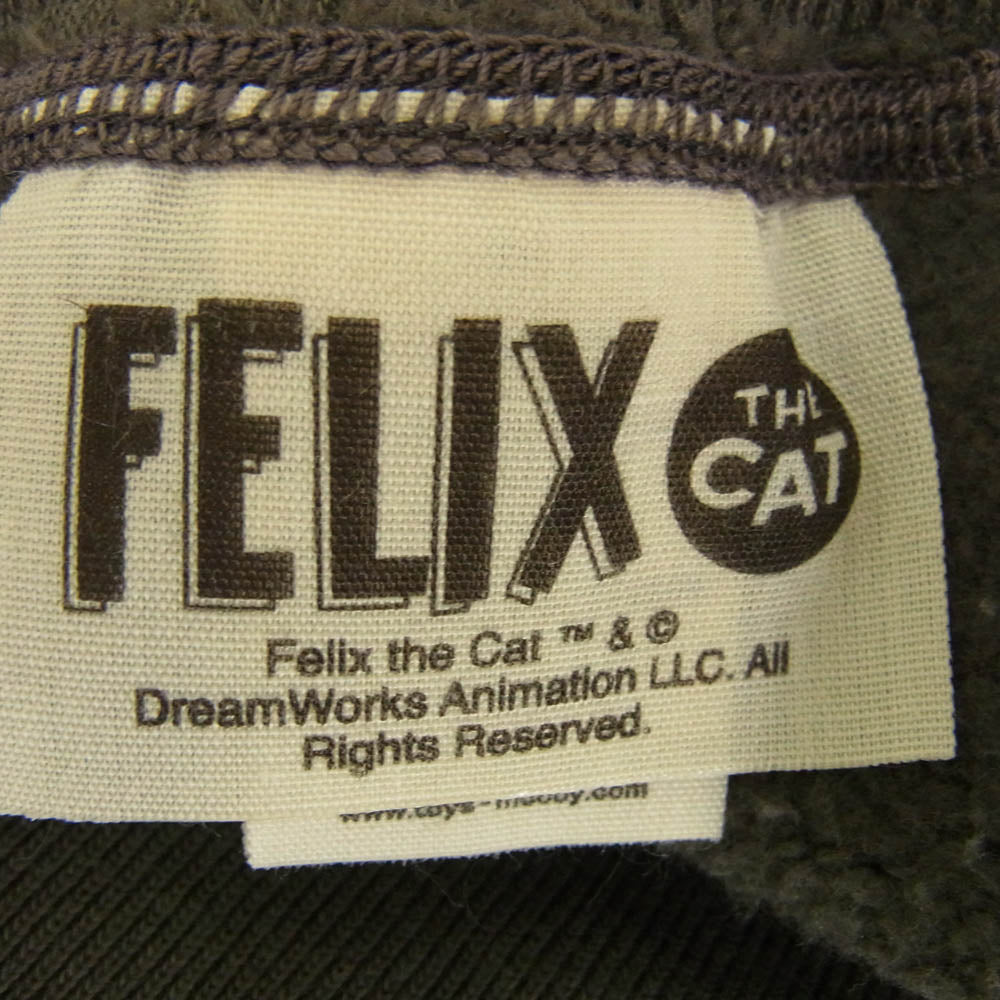 FELIX
THE
CAT
Felix the Cat ™ & ©
DreamWorks Animation LLC. All
Rights Reserved.